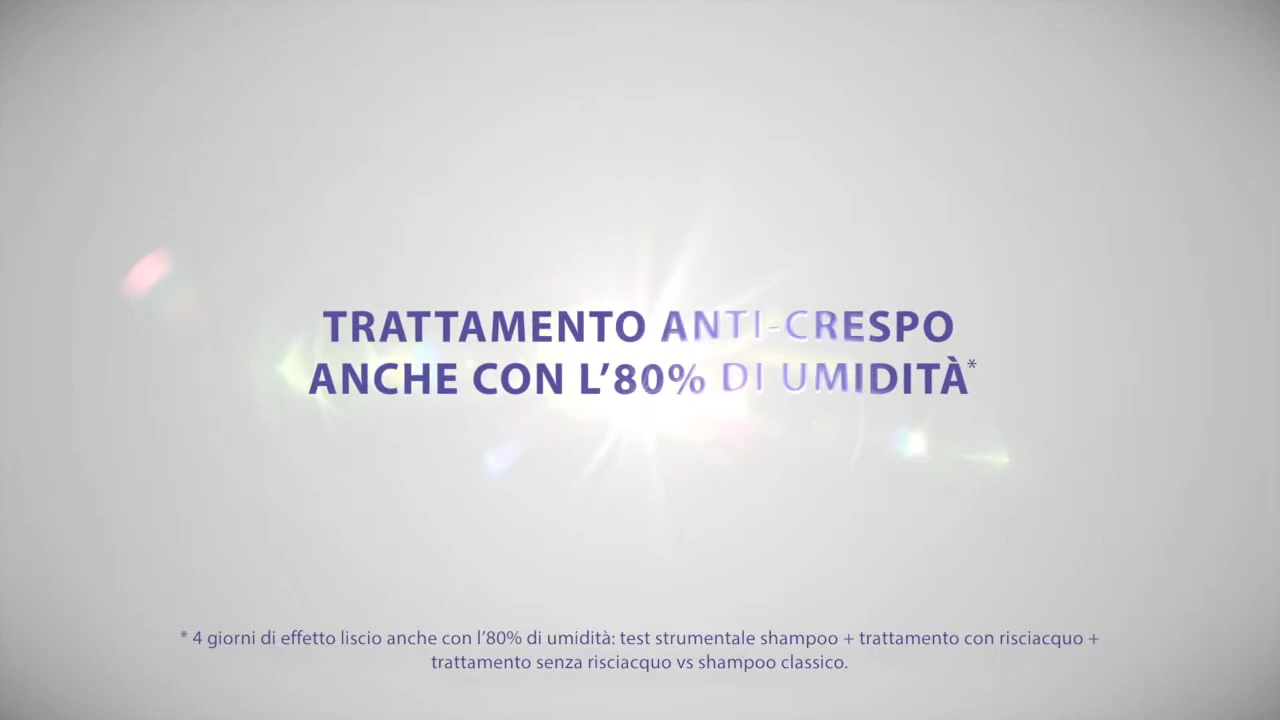 TRATTAMENTO ANTI-CRESPO
ANCHE CON L'80% DI UMIDITÀ*
* 4 giorni di effetto liscio anche con l'80% di umidità: test strumentale shampoo + trattamento con risciacquo +
trattamento senza risciacquo vs shampoo classico.